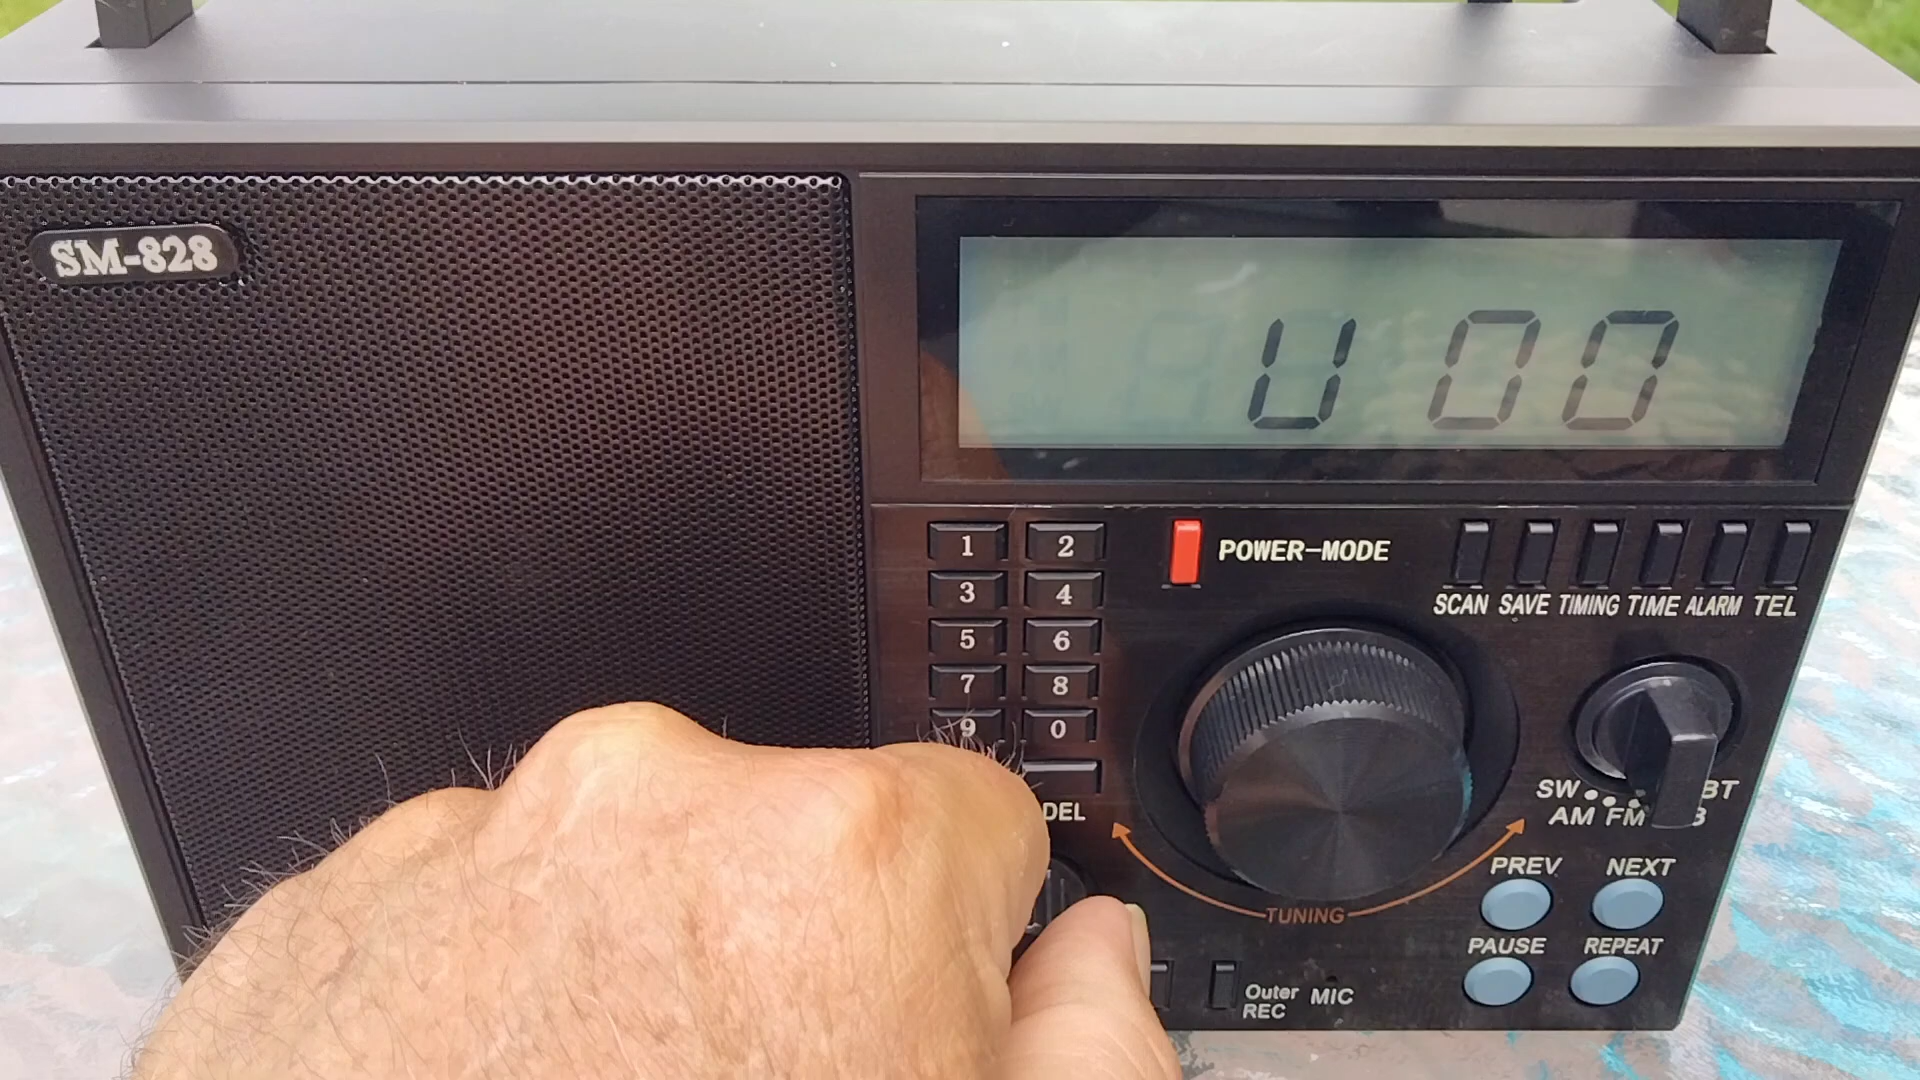 SM-828
U 00
1 2
POWER-MODE
3 4
SCAN SAVE TIMING TIME ALARM TEL
5 6
7 8
9 0
SW BT
DEL
AM FM
PREV NEXT
TUNING
PAUSE REPEAT
Outer MIC
REC